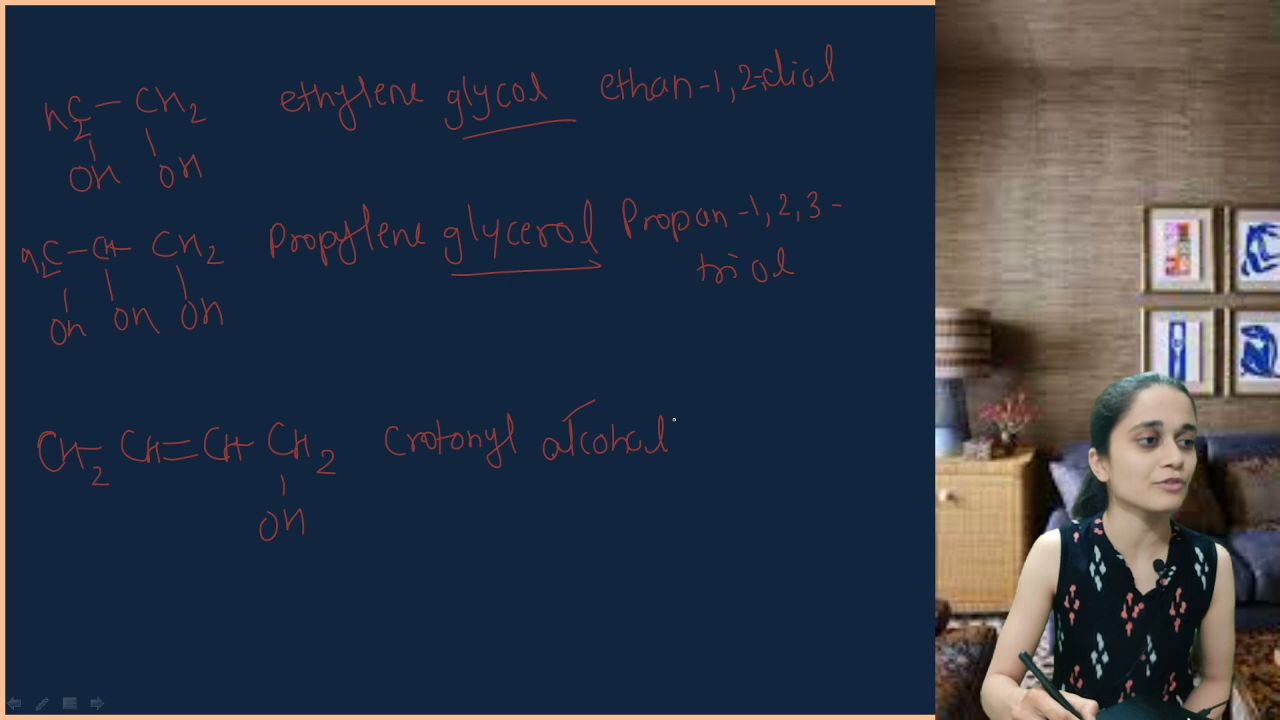 H2C – CH2 ethylene glycol ethan-1,2-diol
OH OH
H2C – CH – CH2 Propylene glycerol Propan-1,2,3-
triol
OH OH OH
CH2–CH=CH–CH2 Crotonyl alcohol
OH